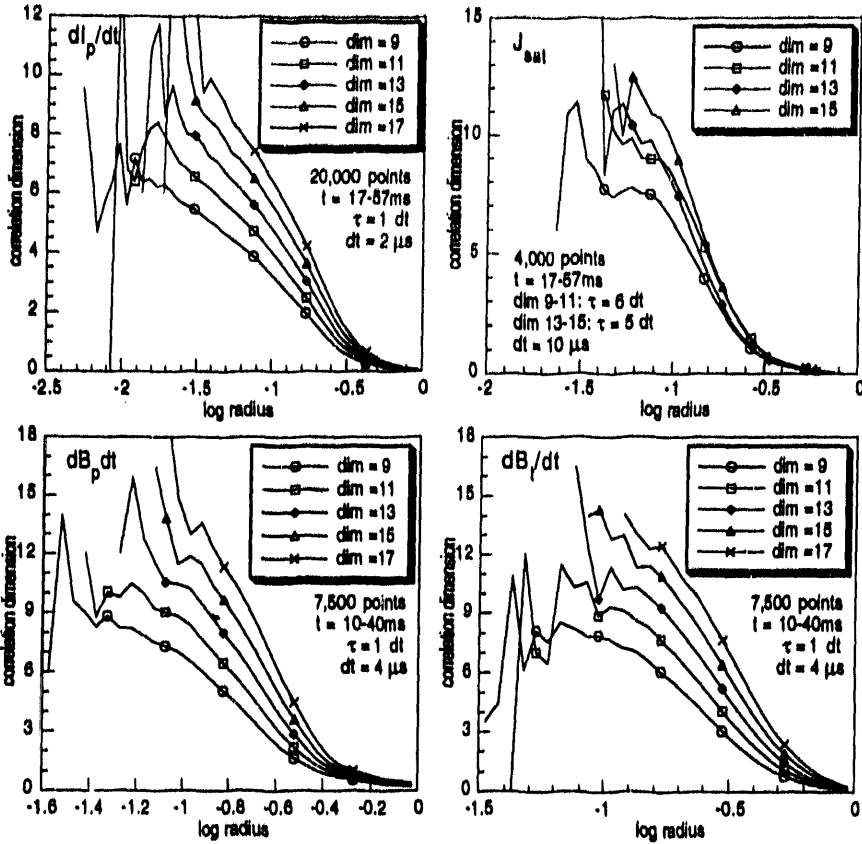 dIp/dt
dim = 9
dim = 11
dim = 13
dim = 15
dim = 17
20,000 points
t = 17-57ms
τ = 1 dt
dt = 2 μs
correlation dimension
12
10
8
6
4
2
0
-2.5
-2
-1.5
-1
-0.5
0
log radius
Jsat
dim = 9
dim = 11
dim = 13
dim = 15
4,000 points
t = 17-57ms
dim 9-11: τ = 6 dt
dim 13-15: τ = 5 dt
dt = 10 μs
correlation dimension
15
10
5
0
-2
-1.5
-1
-0.5
0
log radius
dBpdt
dim = 9
dim = 11
dim = 13
dim = 15
dim = 17
7,500 points
t = 10-40ms
τ = 1 dt
dt = 4 μs
correlation dimension
18
15
12
9
6
3
0
-1.6
-1.4
-1.2
-1
-0.8
-0.6
-0.4
-0.2
0
log radius
dBt/dt
dim = 9
dim = 11
dim = 13
dim = 15
dim = 17
7,500 points
t = 10-40ms
τ = 1 dt
dt = 4 μs
correlation dimension
18
15
12
9
6
3
0
-1.5
-1
-0.5
0
log radius